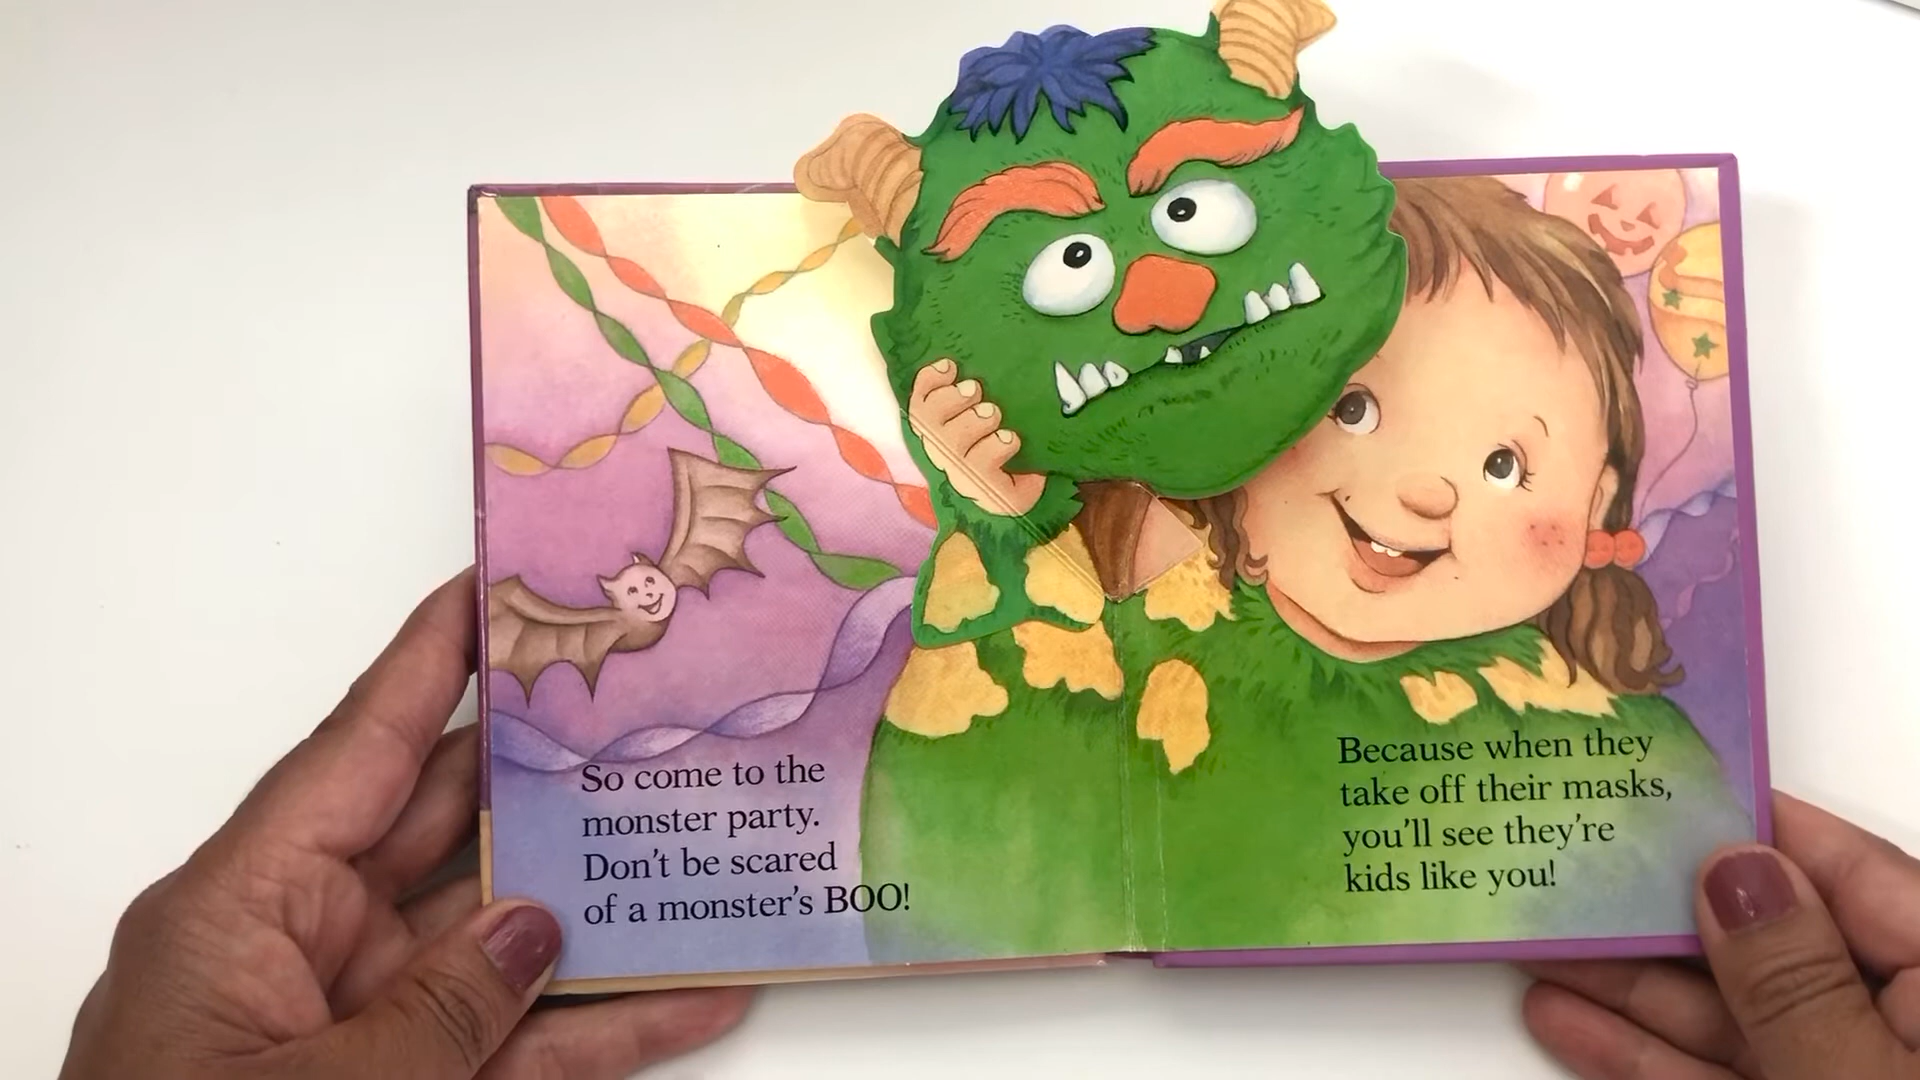 So come to the
monster party.
Don't be scared
of a monster's BOO!
Because when they
take off their masks,
you'll see they're
kids like you!